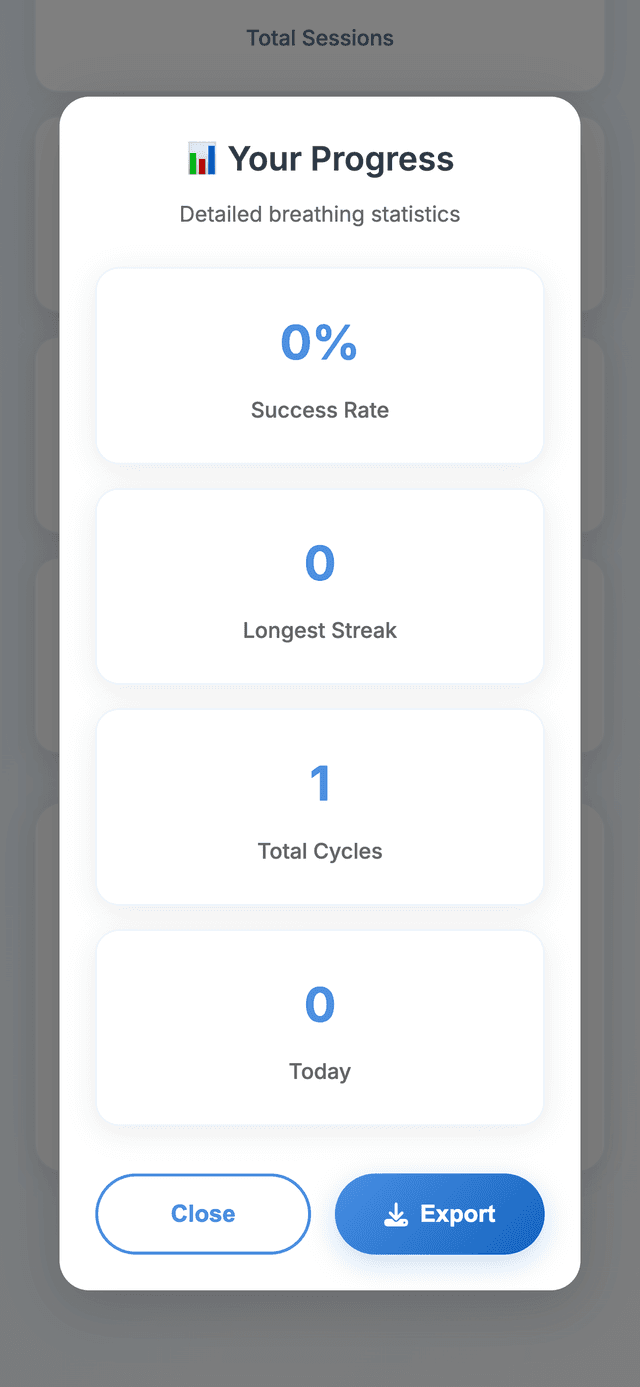 Total Sessions
Your Progress
Detailed breathing statistics
0%
Success Rate
0
Longest Streak
1
Total Cycles
0
Today
Close
Export